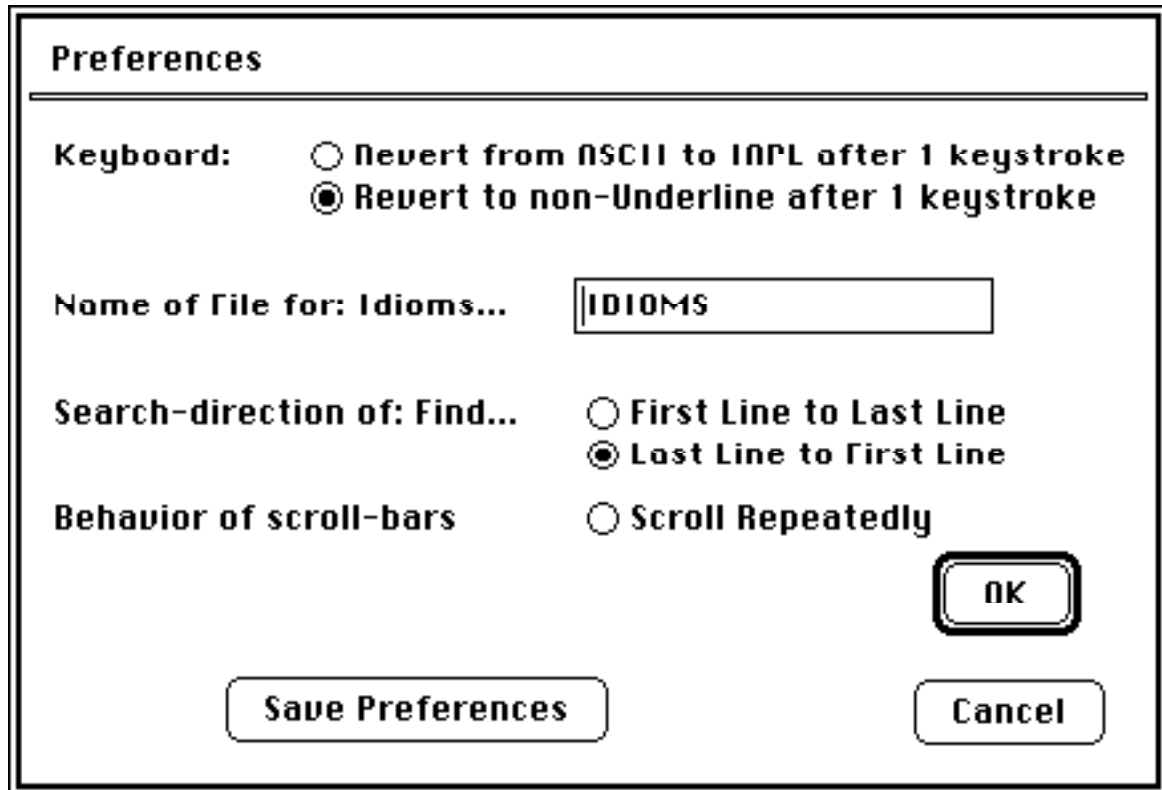 Preferences
Keyboard: Revert from ASCII to IAPL after 1 keystroke
Revert to non-Underline after 1 keystroke
Name of File for: Idioms... IDIOMS
Search-direction of: Find... First Line to Last Line
Last Line to First Line
Behavior of scroll-bars Scroll Repeatedly
OK
Save Preferences Cancel